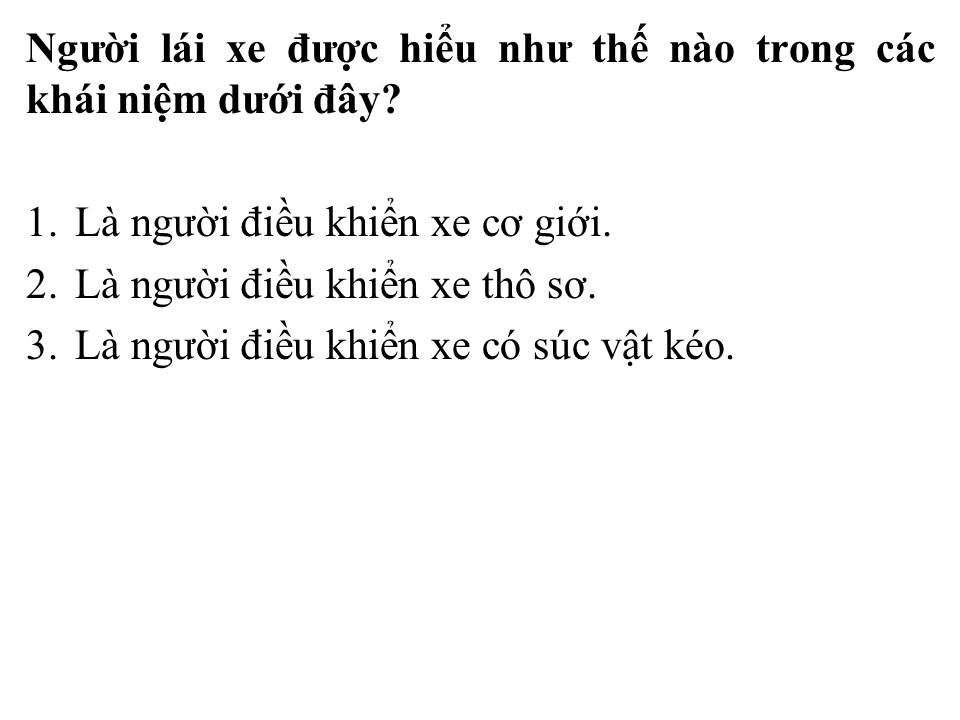 Người lái xe được hiểu như thế nào trong các
khái niệm dưới đây?
1. Là người điều khiển xe cơ giới.
2. Là người điều khiển xe thô sơ.
3. Là người điều khiển xe có súc vật kéo.